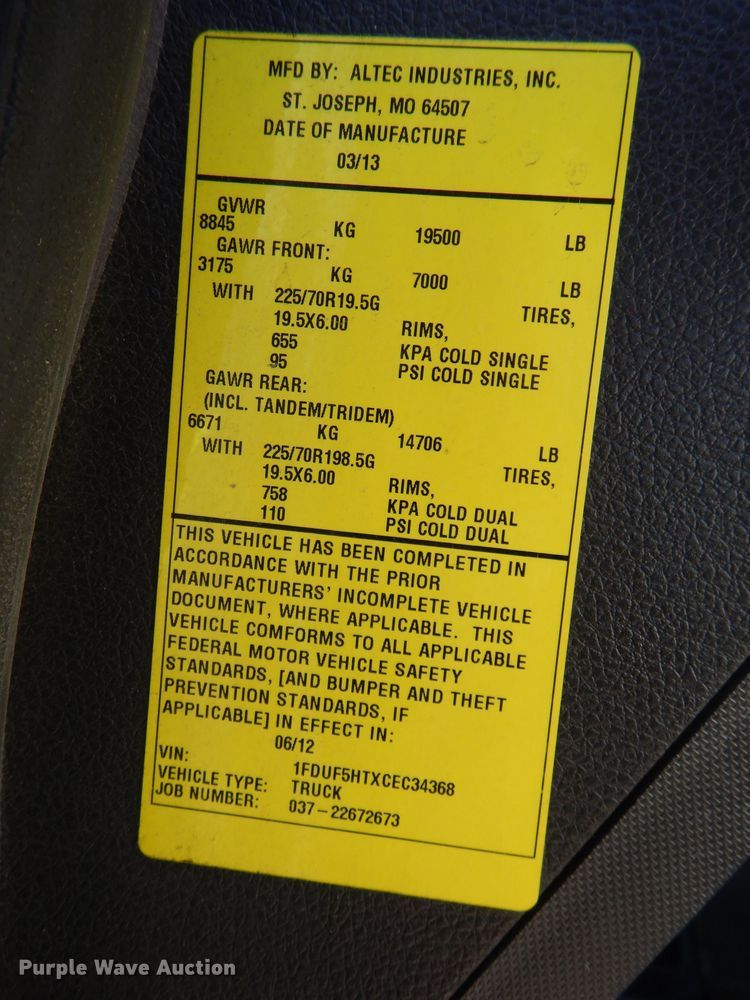 MFD BY: ALTEC INDUSTRIES, INC.
ST. JOSEPH, MO 64507
DATE OF MANUFACTURE
03/13
GVWR
8845 KG 19500 LB
GAWR FRONT:
3175 KG 7000 LB
WITH 225/70R19.5G TIRES,
19.5X6.00 RIMS,
655 KPA COLD SINGLE
95 PSI COLD SINGLE
GAWR REAR:
(INCL. TANDEM/TRIDEM)
6671 KG 14706 LB
WITH 225/70R198.5G TIRES,
19.5X6.00 RIMS,
758 KPA COLD DUAL
110 PSI COLD DUAL
THIS VEHICLE HAS BEEN COMPLETED IN
ACCORDANCE WITH THE PRIOR
MANUFACTURERS' INCOMPLETE VEHICLE
DOCUMENT, WHERE APPLICABLE. THIS
VEHICLE COMFORMS TO ALL APPLICABLE
FEDERAL MOTOR VEHICLE SAFETY
STANDARDS, [AND BUMPER AND THEFT
PREVENTION STANDARDS, IF
APPLICABLE] IN EFFECT IN:
06/12
VIN: 1FDUF5HTXCEC34368
VEHICLE TYPE: TRUCK
JOB NUMBER: 037-22672673
Purple Wave Auction